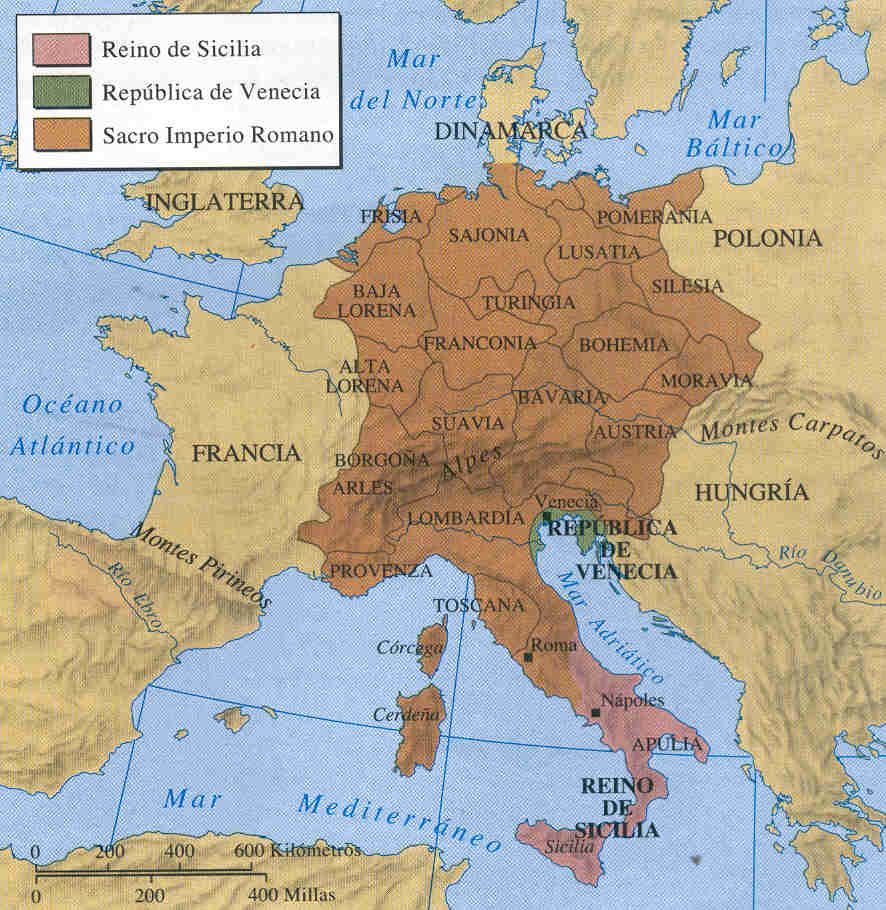 Reino de Sicilia
República de Venecia
Sacro Imperio Romano
Mar
del Norte
DINAMARCA
Mar
Báltico
INGLATERRA
FRISIA
SAJONIA
POMERANIA
LUSATIA
POLONIA
BAJA
LORENA
TURINGIA
SILESIA
FRANCONIA
BOHEMIA
ALTA
LORENA
MORAVIA
BAVARIA
Océano
Atlántico
SUAVIA
AUSTRIA
Montes Carpatos
FRANCIA
BORGOÑA
Alpes
ARLES
HUNGRÍA
LOMBARDÍA
Venecia
REPÚBLICA
DE
VENECIA
Montes Pirineos
Río Ebro
Río Danubio
PROVENZA
TOSCANA
Mar Adriático
Córcega
Roma
Cerdeña
Nápoles
APULIA
REINO
DE
SICILIA
Sicilia
Mar Mediterráneo
0 200 400 600 Kilómetros
0 200 400 Millas